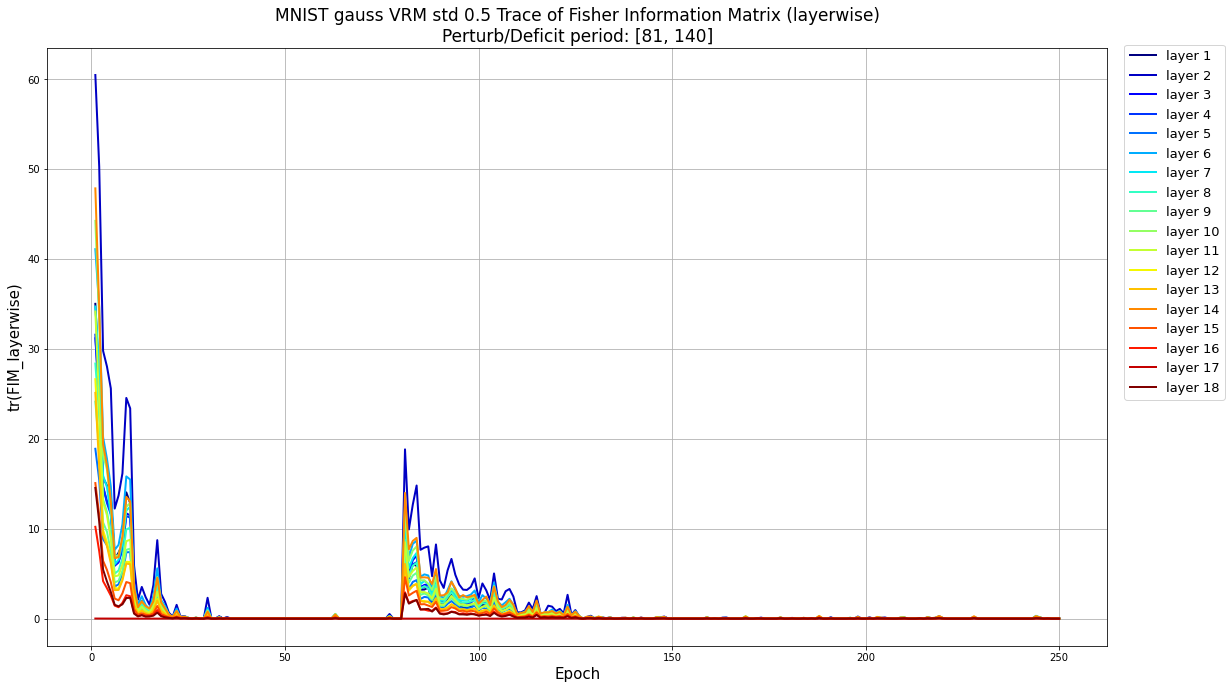 MNIST gauss VRM std 0.5 Trace of Fisher Information Matrix (layerwise)
Perturb/Deficit period: [81, 140]
tr(FIM_layerwise)
60
50
40
30
20
10
0
0
50
100
150
200
250
Epoch
layer 1
layer 2
layer 3
layer 4
layer 5
layer 6
layer 7
layer 8
layer 9
layer 10
layer 11
layer 12
layer 13
layer 14
layer 15
layer 16
layer 17
layer 18